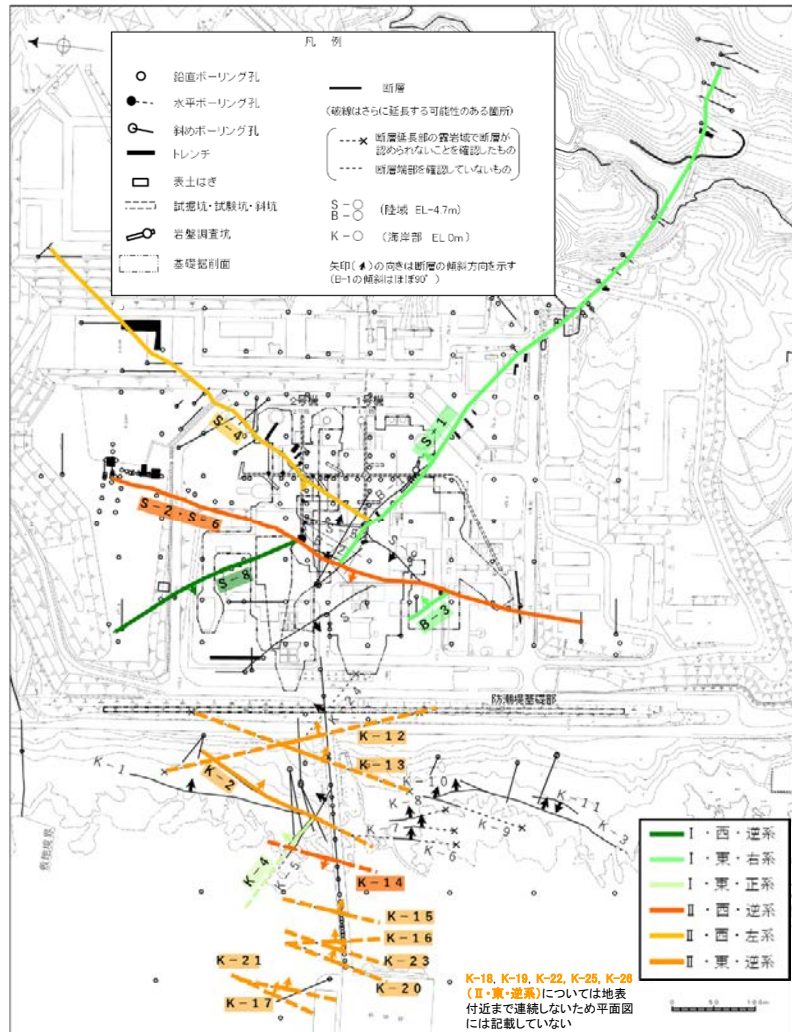 凡 例
鉛直ボーリング孔
水平ボーリング孔
斜めボーリング孔
トレンチ
表土はぎ
試掘坑・試験坑・斜坑
岩盤調査坑
基礎掘削面
断層
(破線はさらに延長する可能性のある箇所)
断層延長部の露岩域で断層が
認められないことを確認したもの
断層端部を確認していないもの
S-○
B-○
(陸域 EL-4.7m)
K-○
(海岸部 EL 0m)
矢印( )の向きは断層の傾斜方向を示す
(B-1の傾斜はほぼ90°)
2号機
1号機
S-1
S-4
S-2・S-6
S-8
B-3
防潮堤基礎部
K-24
K-12
K-13
K-1
K-2
K-10
K-8
K-7
K-11
K-9
K-3
K-6
K-4
K-5
K-14
K-15
K-16
K-23
K-21
K-20
K-17
Ⅰ・西・逆系
Ⅰ・東・右系
Ⅰ・東・正系
Ⅱ・西・逆系
Ⅱ・西・左系
Ⅱ・東・逆系
K-18, K-19, K-22, K-25, K-26
(Ⅱ・東・逆系)については地表
付近まで連続しないため平面図
には記載していない
0 50 100m